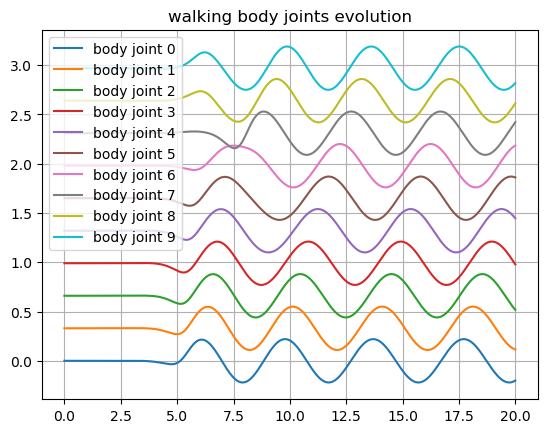 walking body joints evolution
body joint 0
body joint 1
body joint 2
body joint 3
body joint 4
body joint 5
body joint 6
body joint 7
body joint 8
body joint 9
3.0
2.5
2.0
1.5
1.0
0.5
0.0
0.0 2.5 5.0 7.5 10.0 12.5 15.0 17.5 20.0